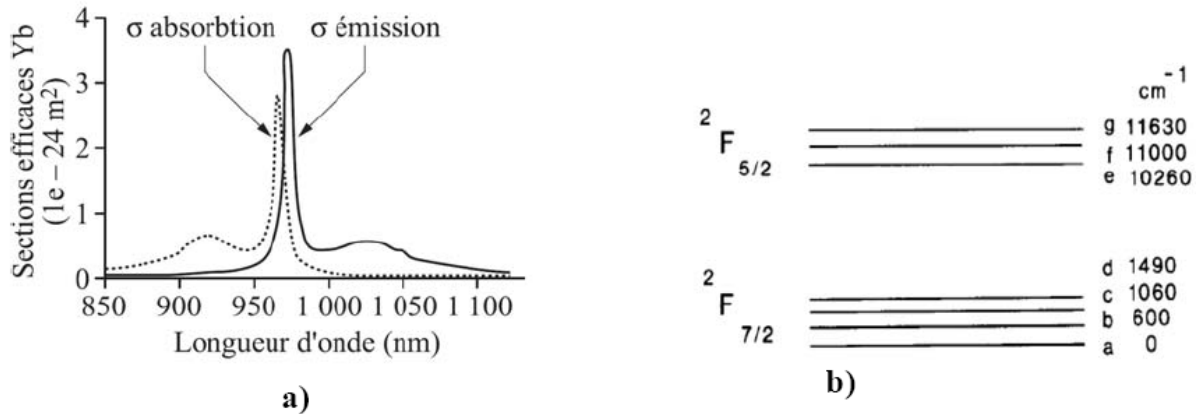 Sections efficaces Yb
(1e – 24 m²)
4
3
2
1
0
σ absorbtion
σ émission
850 900 950 1 000 1 050 1 100
Longueur d'onde (nm)
a)
cm⁻¹
²F₅/₂
g 11630
f 11000
e 10260
²F₇/₂
d 1490
c 1060
b 600
a 0
b)